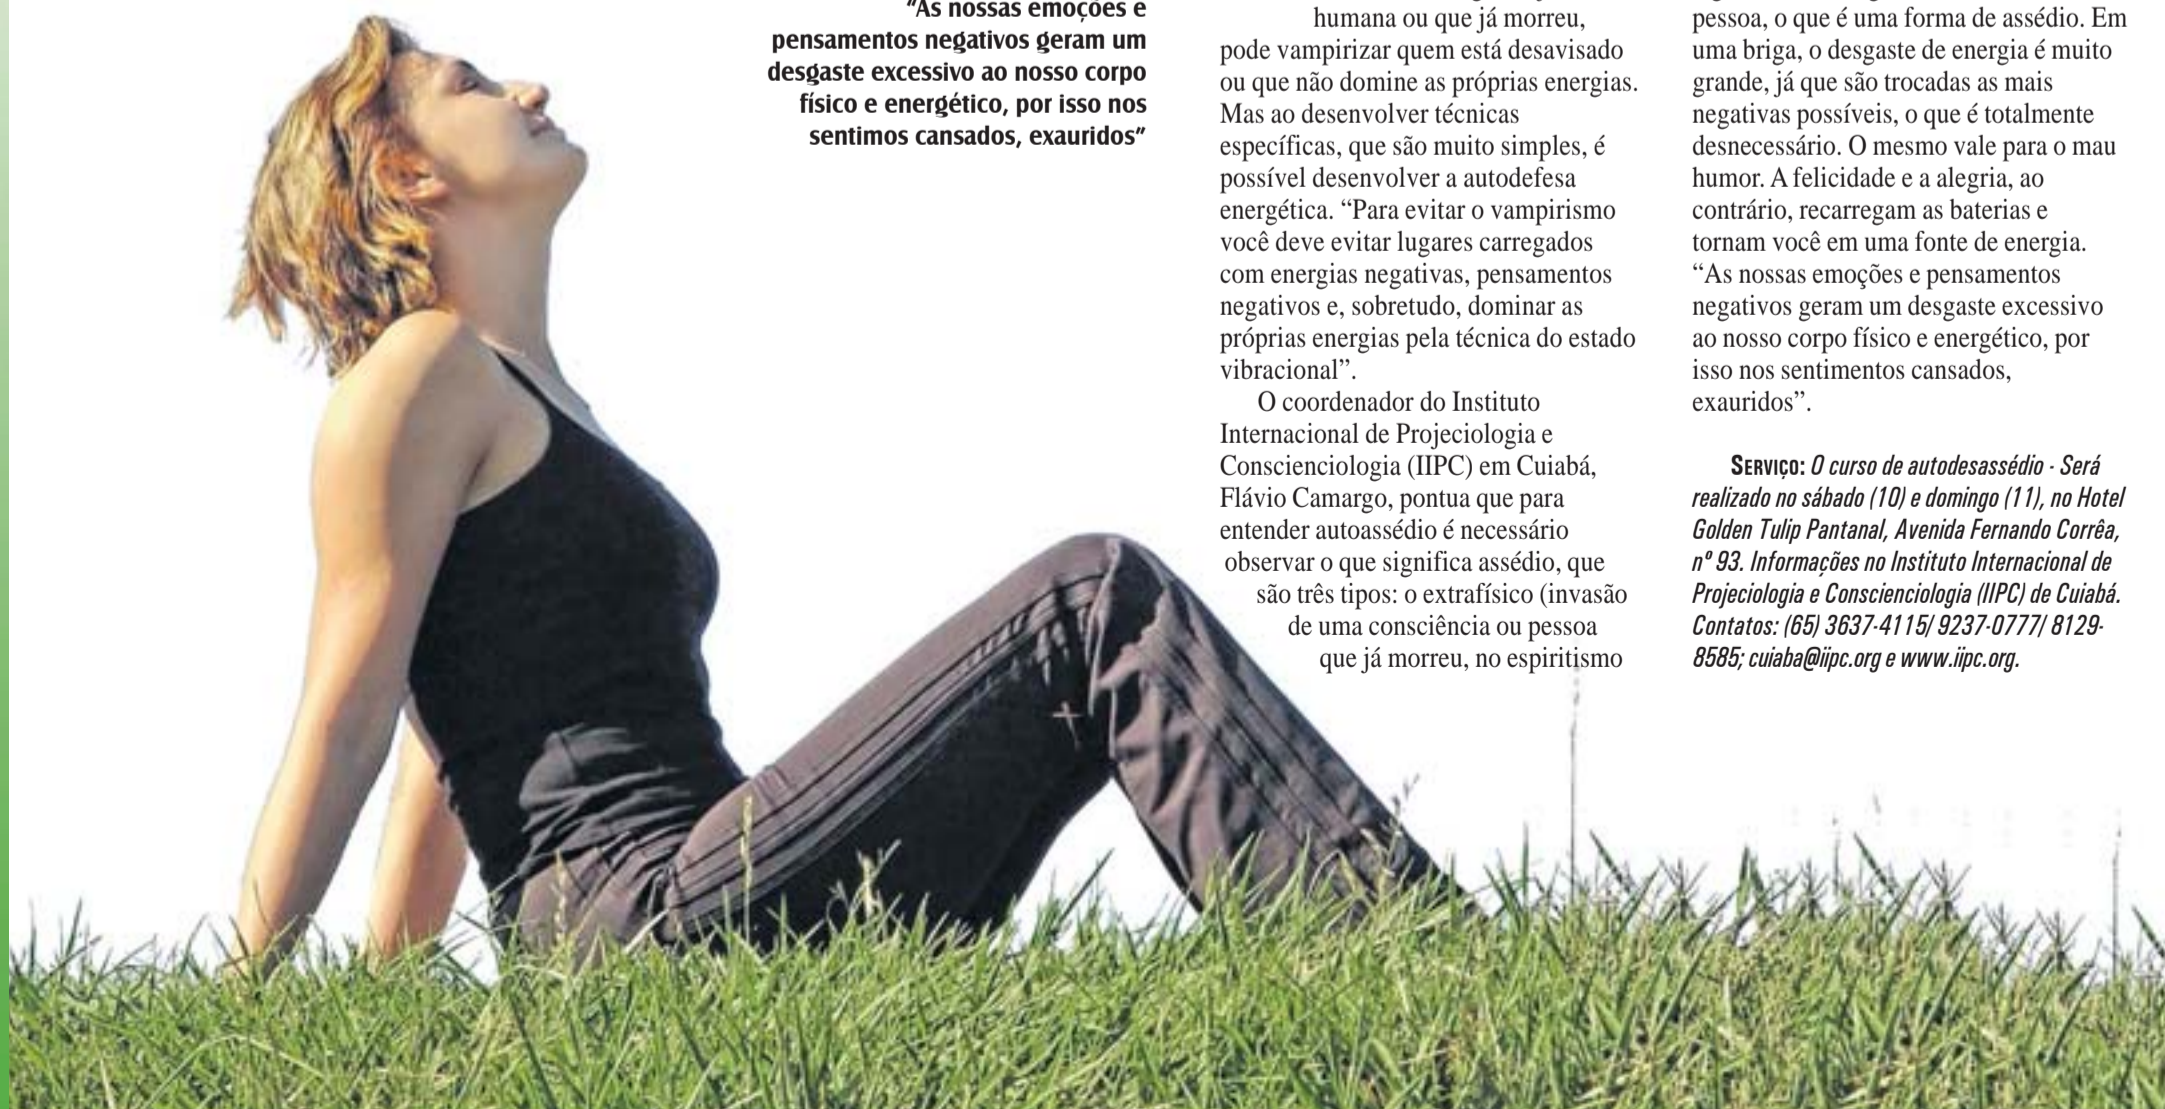 "As nossas emoções e
pensamentos negativos geram um
desgaste excessivo ao nosso corpo
físico e energético, por isso nos
sentimos cansados, exauridos"
humana ou que já morreu,
pode vampirizar quem está desavisado
ou que não domine as próprias energias.
Mas ao desenvolver técnicas
específicas, que são muito simples, é
possível desenvolver a autodefesa
energética. “Para evitar o vampirismo
você deve evitar lugares carregados
com energias negativas, pensamentos
negativos e, sobretudo, dominar as
próprias energias pela técnica do estado
vibracional”.
O coordenador do Instituto
Internacional de Projeciologia e
Conscienciologia (IIPC) em Cuiabá,
Flávio Camargo, pontua que para
entender autoassédio é necessário
observar o que significa assédio, que
são três tipos: o extrafísico (invasão
de uma consciência ou pessoa
que já morreu, no espiritismo
pessoa, o que é uma forma de assédio. Em
uma briga, o desgaste de energia é muito
grande, já que são trocadas as mais
negativas possíveis, o que é totalmente
desnecessário. O mesmo vale para o mau
humor. A felicidade e a alegria, ao
contrário, recarregam as baterias e
tornam você em uma fonte de energia.
“As nossas emoções e pensamentos
negativos geram um desgaste excessivo
ao nosso corpo físico e energético, por
isso nos sentimentos cansados,
exauridos”.
SERVIÇO: O curso de autodesassédio - Será
realizado no sábado (10) e domingo (11), no Hotel
Golden Tulip Pantanal, Avenida Fernando Corrêa,
nº 93. Informações no Instituto Internacional de
Projeciologia e Conscienciologia (IIPC) de Cuiabá.
Contatos: (65) 3637-4115/ 9237-0777/ 8129-
8585; cuiaba@iipc.org e www.iipc.org.